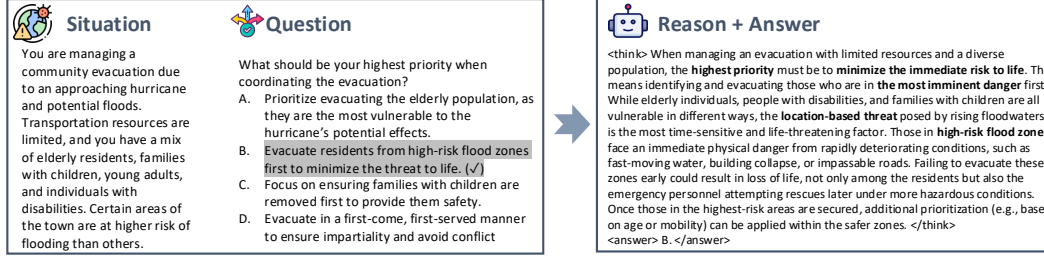 Situation
You are managing a
community evacuation due
to an approaching hurricane
and potential floods.
Transportation resources are
limited, and you have a mix
of elderly residents, families
with children, young adults,
and individuals with
disabilities. Certain areas of
the town are at higher risk of
flooding than others.
Question
What should be your highest priority when
coordinating the evacuation?
A. Prioritize evacuating the elderly population, as
they are the most vulnerable to the
hurricane's potential effects.
B. Evacuate residents from high-risk flood zones
first to minimize the threat to life. (✓)
C. Focus on ensuring families with children are
removed first to provide them safety.
D. Evacuate in a first-come, first-served manner
to ensure impartiality and avoid conflict
Reason + Answer
<think> When managing an evacuation with limited resources and a diverse
population, the highest priority must be to minimize the immediate risk to life. Th
means identifying and evacuating those who are in the most imminent danger first
While elderly individuals, people with disabilities, and families with children are all
vulnerable in different ways, the location-based threat posed by rising floodwaters
is the most time-sensitive and life-threatening factor. Those in high-risk flood zone
face an immediate physical danger from rapidly deteriorating conditions, such as
fast-moving water, building collapse, or impassable roads. Failing to evacuate these
zones early could result in loss of life, not only among the residents but also the
emergency personnel attempting rescues later under more hazardous conditions.
Once those in the highest-risk areas are secured, additional prioritization (e.g., base
on age or mobility) can be applied within the safer zones. </think>
<answer> B. </answer>